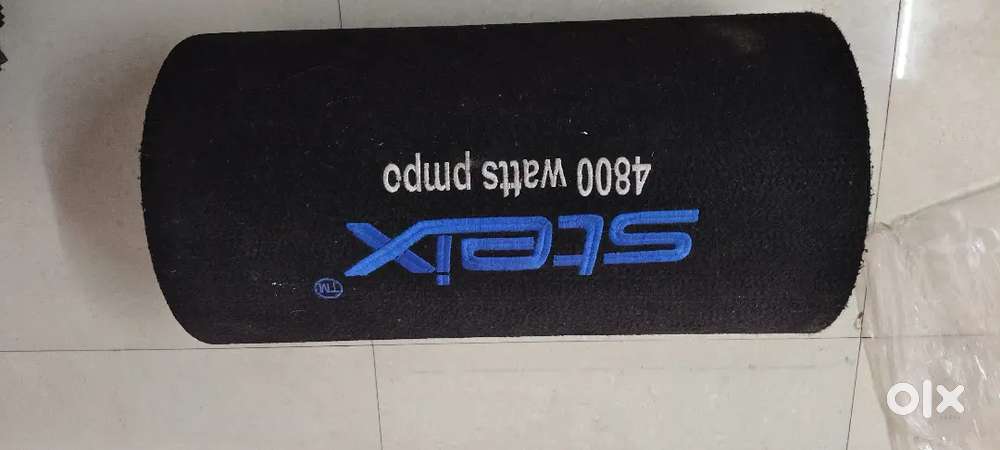 steix TM
4800 watts pmpo
olx